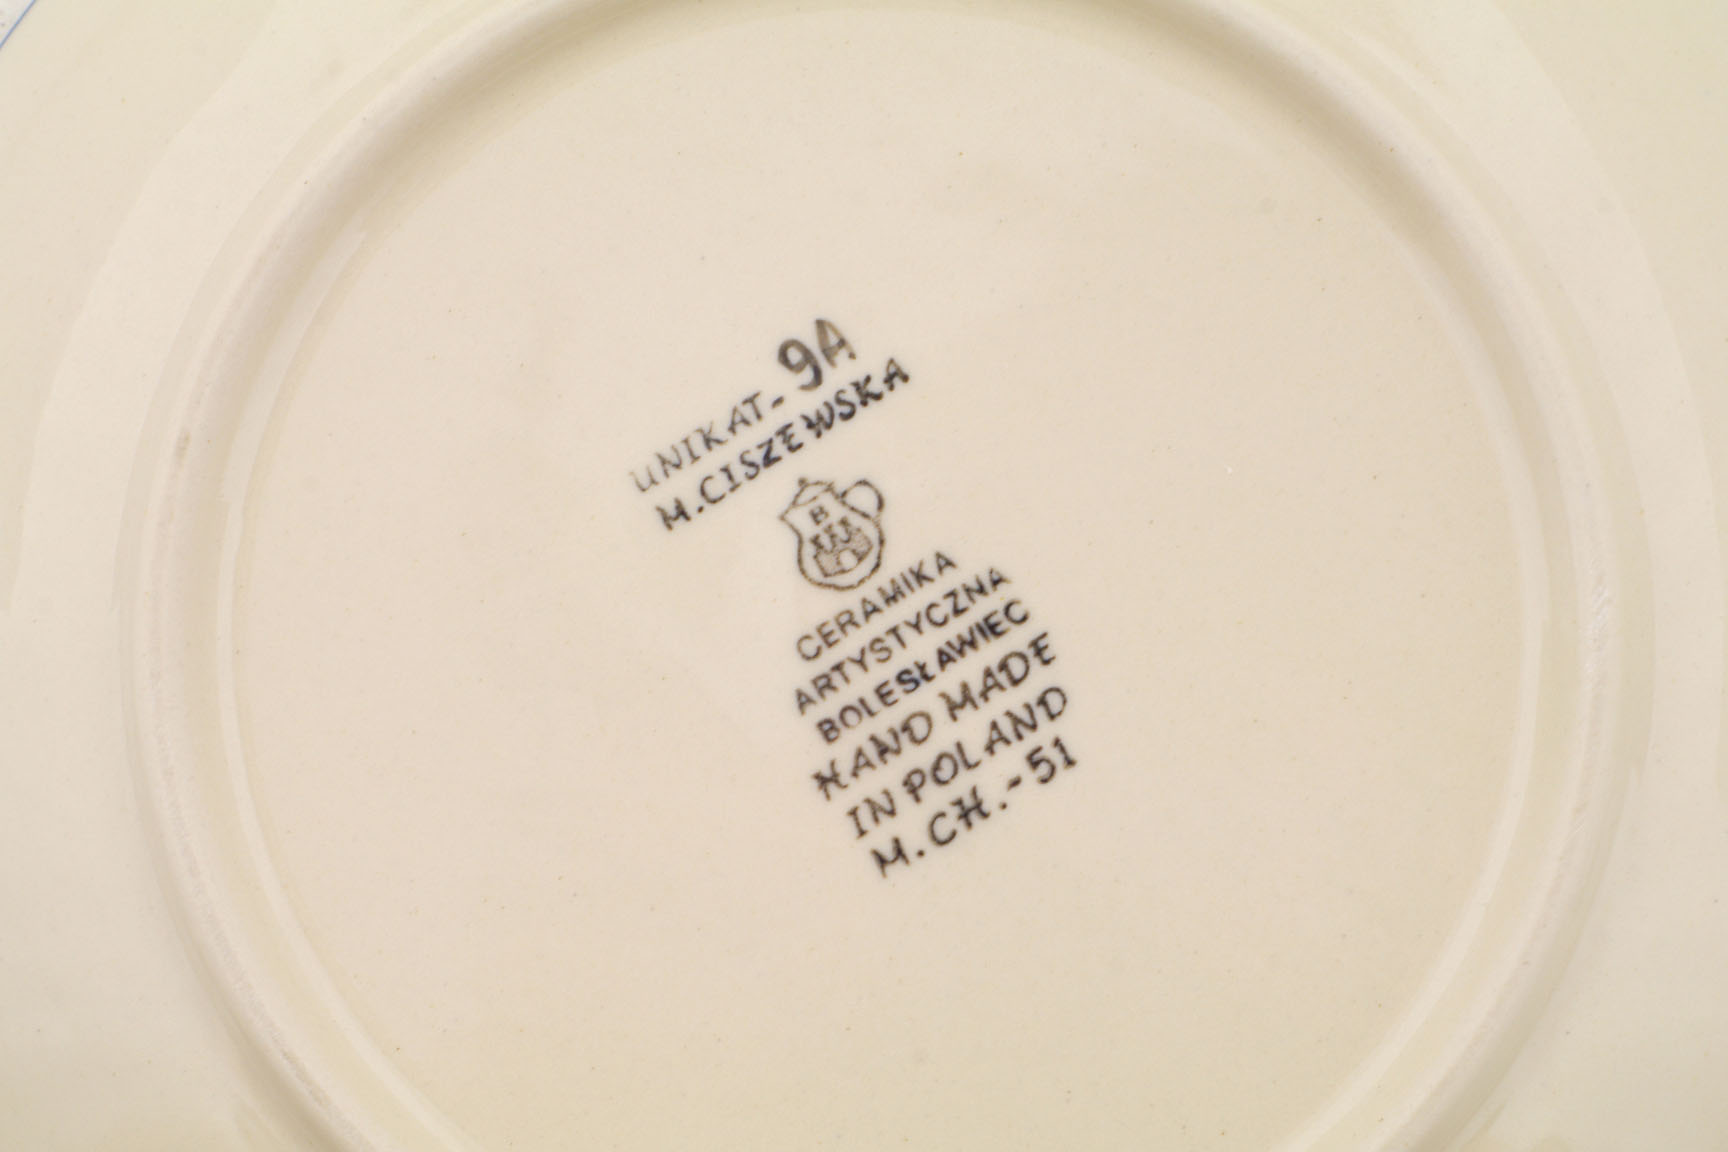 UNIKAT- 9A
M.CISZEWSKA
B
CERAMIKA
ARTYSTYCZNA
BOLESŁAWIEC
HAND MADE
IN POLAND
M.CH.-51